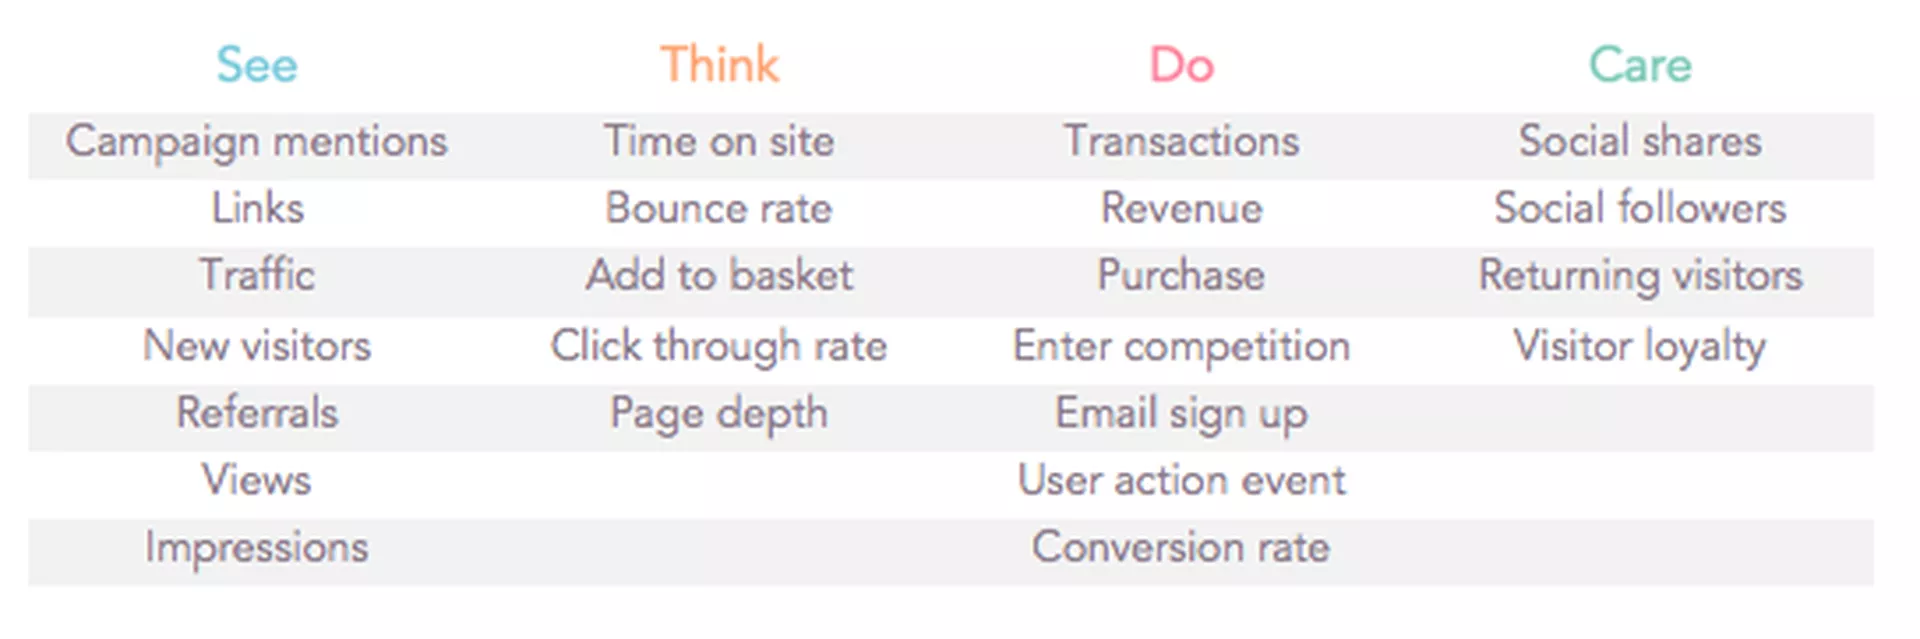 See Think Do Care
Campaign mentions Time on site Transactions Social shares
Links Bounce rate Revenue Social followers
Traffic Add to basket Purchase Returning visitors
New visitors Click through rate Enter competition Visitor loyalty
Referrals Page depth Email sign up
Views User action event
Impressions Conversion rate